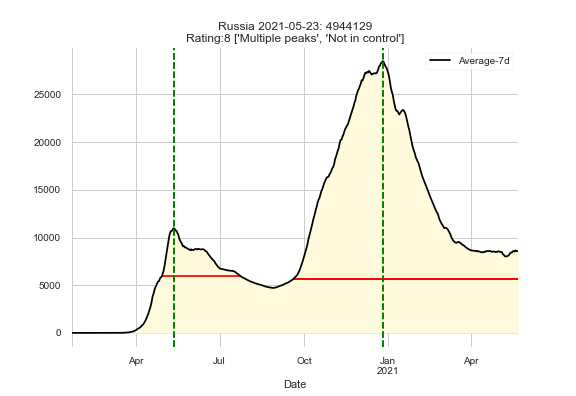 Russia 2021-05-23: 4944129
Rating:8 ['Multiple peaks', 'Not in control']
Average-7d
25000
20000
15000
10000
5000
0
Apr
Jul
Oct
Jan
2021
Apr
Date